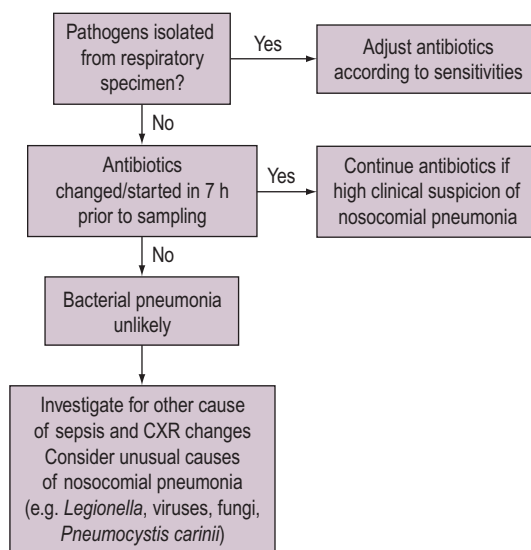 Pathogens isolated
from respiratory
specimen?
Yes
Adjust antibiotics
according to sensitivities
No
Antibiotics
changed/started in 7 h
prior to sampling
Yes
Continue antibiotics if
high clinical suspicion of
nosocomial pneumonia
No
Bacterial pneumonia
unlikely
Investigate for other cause
of sepsis and CXR changes
Consider unusual causes
of nosocomial pneumonia
(e.g. Legionella, viruses, fungi,
Pneumocystis carinii)